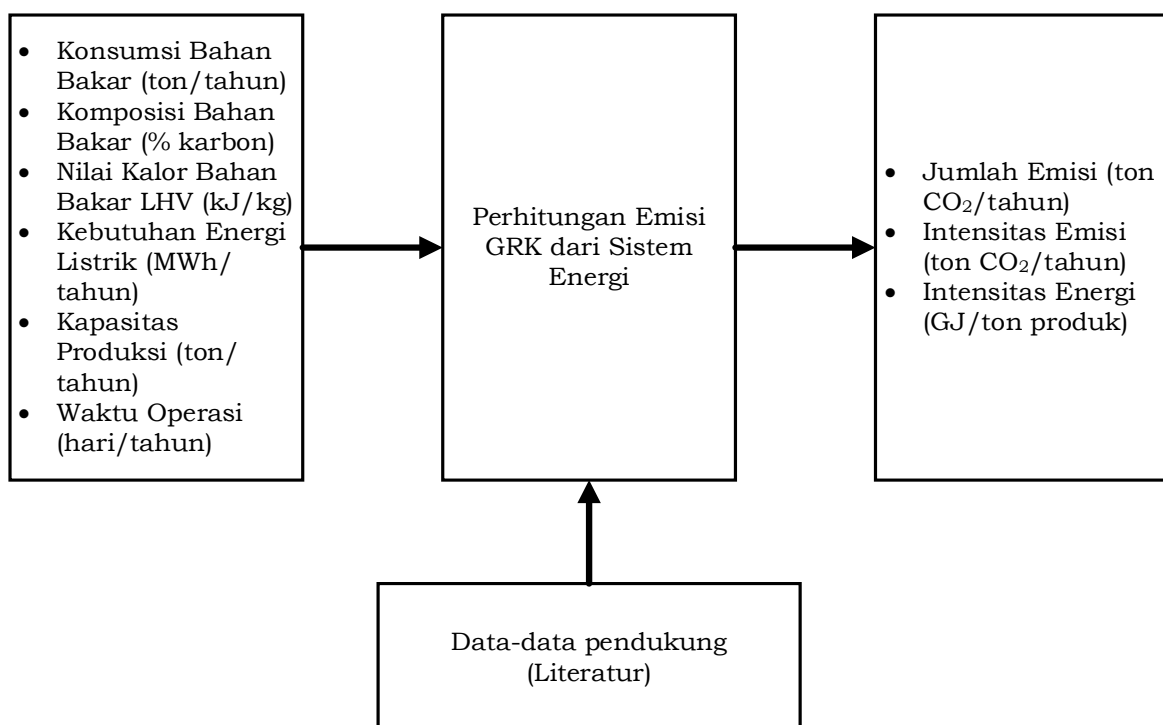 • Konsumsi Bahan
Bakar (ton/tahun)
• Komposisi Bahan
Bakar (% karbon)
• Nilai Kalor Bahan
Bakar LHV (kJ/kg)
• Kebutuhan Energi
Listrik (MWh/
tahun)
• Kapasitas
Produksi (ton/
tahun)
• Waktu Operasi
(hari/tahun)
Perhitungan Emisi
GRK dari Sistem
Energi
• Jumlah Emisi (ton
CO₂/tahun)
• Intensitas Emisi
(ton CO₂/tahun)
• Intensitas Energi
(GJ/ton produk)
Data-data pendukung
(Literatur)